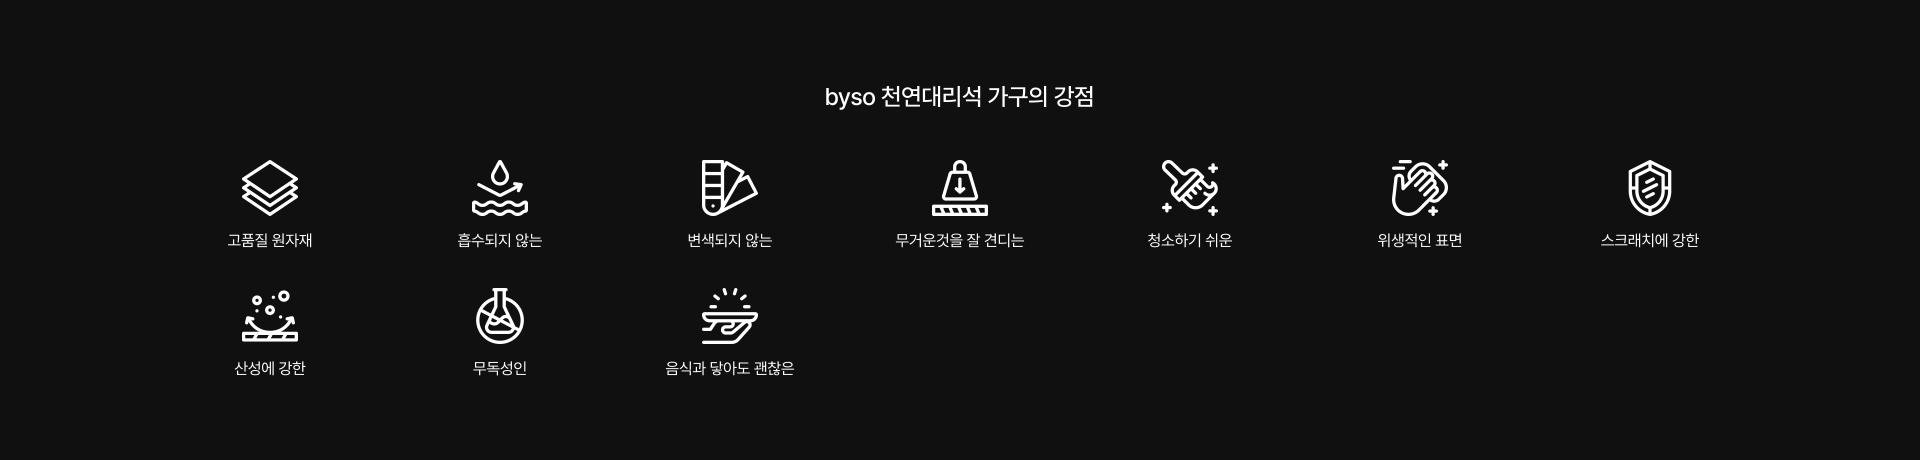 byso 천연대리석 가구의 강점
고품질 원자재
흡수되지 않는
변색되지 않는
무거운것을 잘 견디는
청소하기 쉬운
위생적인 표면
스크래치에 강한
산성에 강한
무독성인
음식과 닿아도 괜찮은